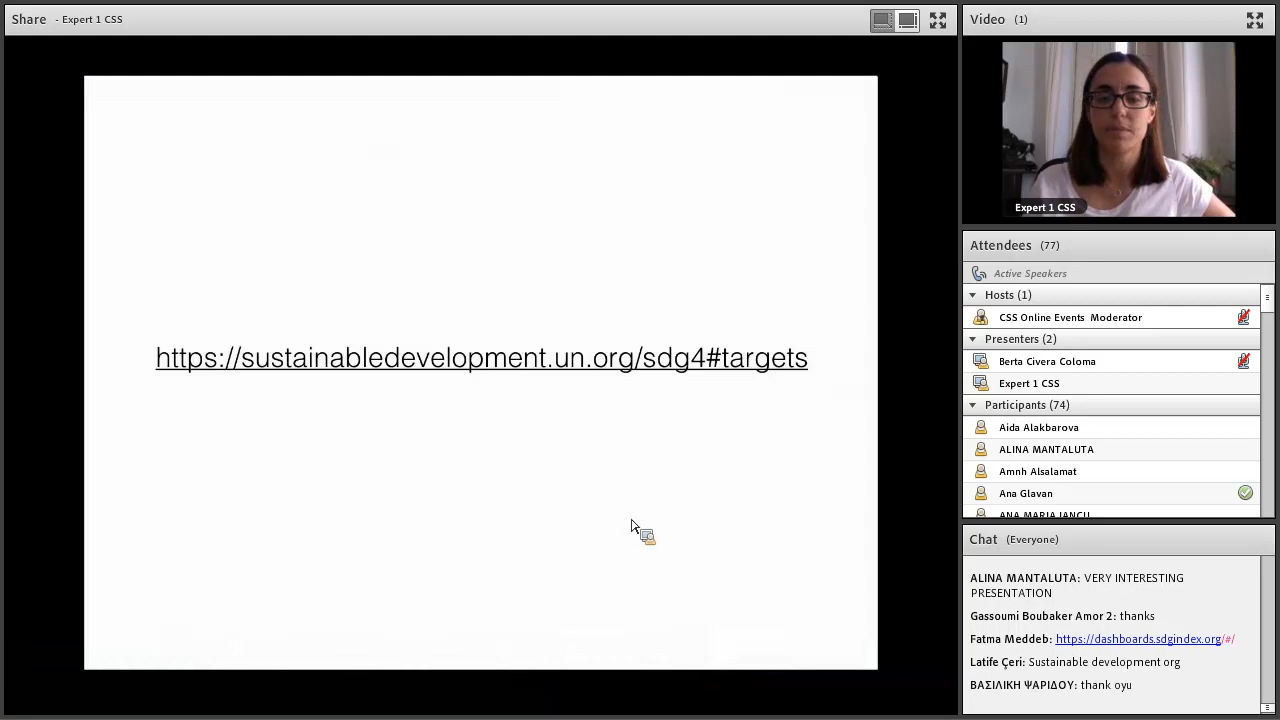 Share - Expert 1 CSS
https://sustainabledevelopment.un.org/sdg4#targets
Video (1)
Expert 1 CSS
Attendees (77)
Active Speakers
Hosts (1)
CSS Online Events Moderator
Presenters (2)
Berta Civera Coloma
Expert 1 CSS
Participants (74)
Aida Alakbarova
ALINA MANTALUTA
Amnh Alsalamat
Ana Glavan
ANA MARIA IANCU
Chat (Everyone)
ALINA MANTALUTA: VERY INTERESTING
PRESENTATION
Gassoumi Boubaker Amor 2: thanks
Fatma Meddeb: https://dashboards.sdgindex.org/#/
Latife Çeri: Sustainable development org
ΒΑΣΙΛΙΚΗ ΨΑΡΙΔΟΥ: thank oyu